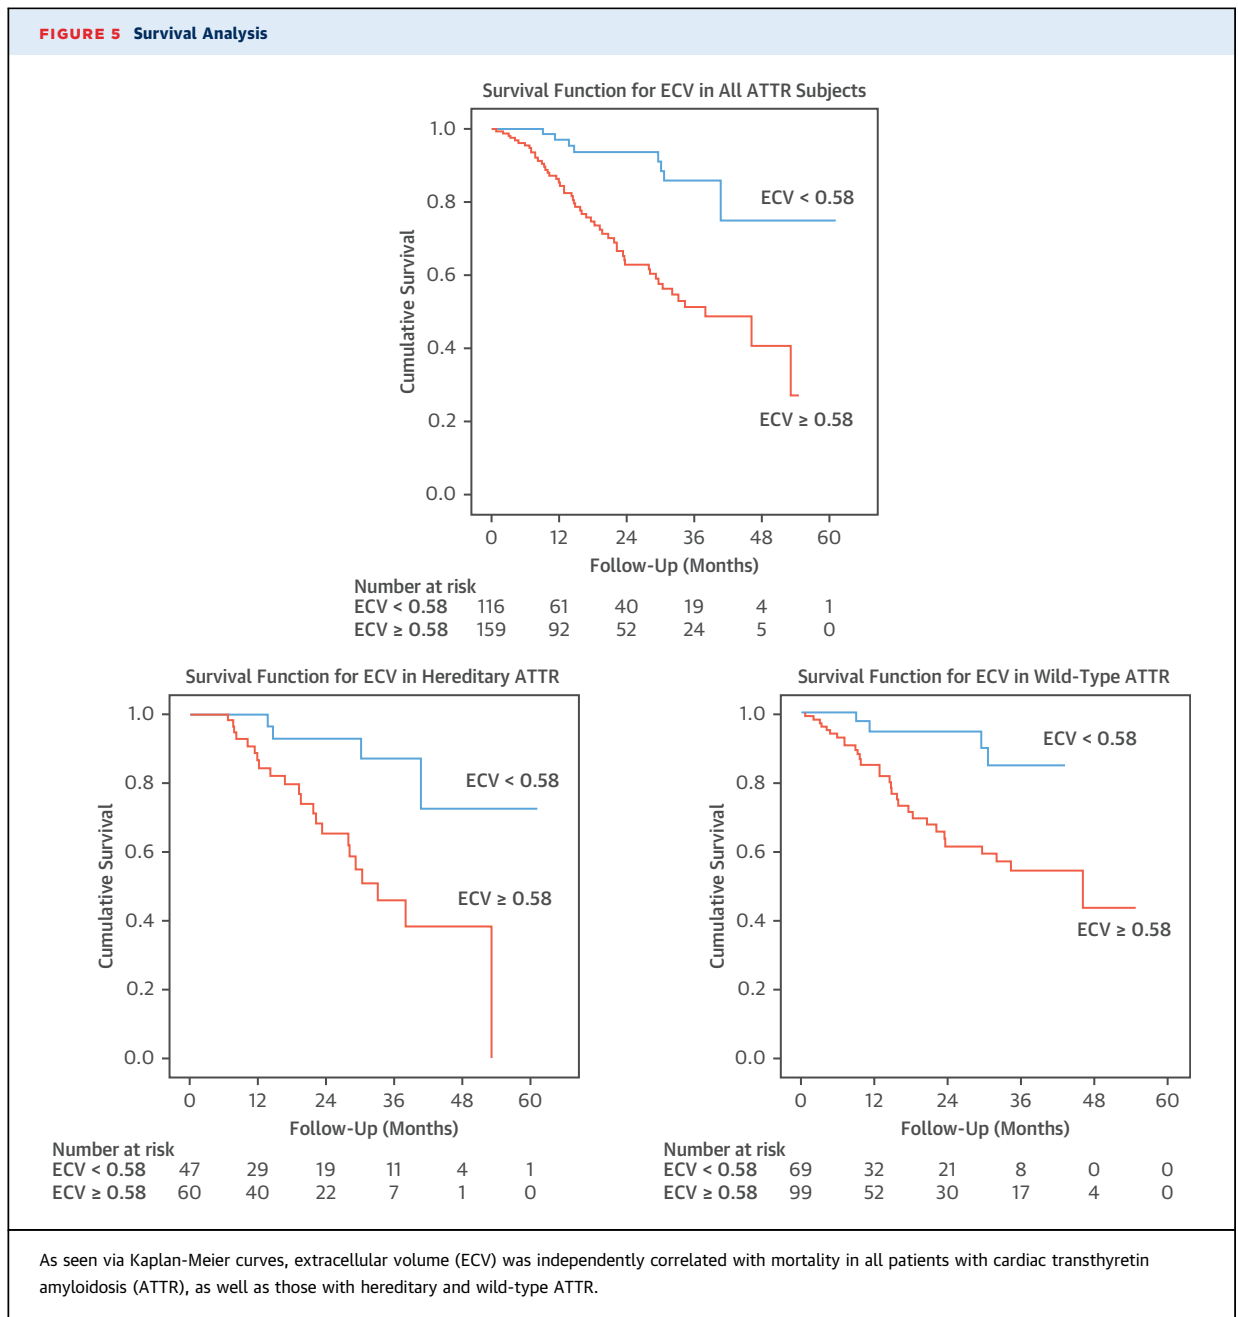 FIGURE 5 Survival Analysis
Survival Function for ECV in All ATTR Subjects
Cumulative Survival
1.0
0.8
0.6
0.4
0.2
0.0
ECV < 0.58
ECV ≥ 0.58
0 12 24 36 48 60
Follow-Up (Months)
Number at risk
ECV < 0.58 116 61 40 19 4 1
ECV ≥ 0.58 159 92 52 24 5 0
Survival Function for ECV in Hereditary ATTR
Cumulative Survival
1.0
0.8
0.6
0.4
0.2
0.0
ECV < 0.58
ECV ≥ 0.58
0 12 24 36 48 60
Follow-Up (Months)
Number at risk
ECV < 0.58 47 29 19 11 4 1
ECV ≥ 0.58 60 40 22 7 1 0
Survival Function for ECV in Wild-Type ATTR
Cumulative Survival
1.0
0.8
0.6
0.4
0.2
0.0
ECV < 0.58
ECV ≥ 0.58
0 12 24 36 48 60
Follow-Up (Months)
Number at risk
ECV < 0.58 69 32 21 8 0 0
ECV ≥ 0.58 99 52 30 17 4 0
As seen via Kaplan-Meier curves, extracellular volume (ECV) was independently correlated with mortality in all patients with cardiac transthyretin
amyloidosis (ATTR), as well as those with hereditary and wild-type ATTR.